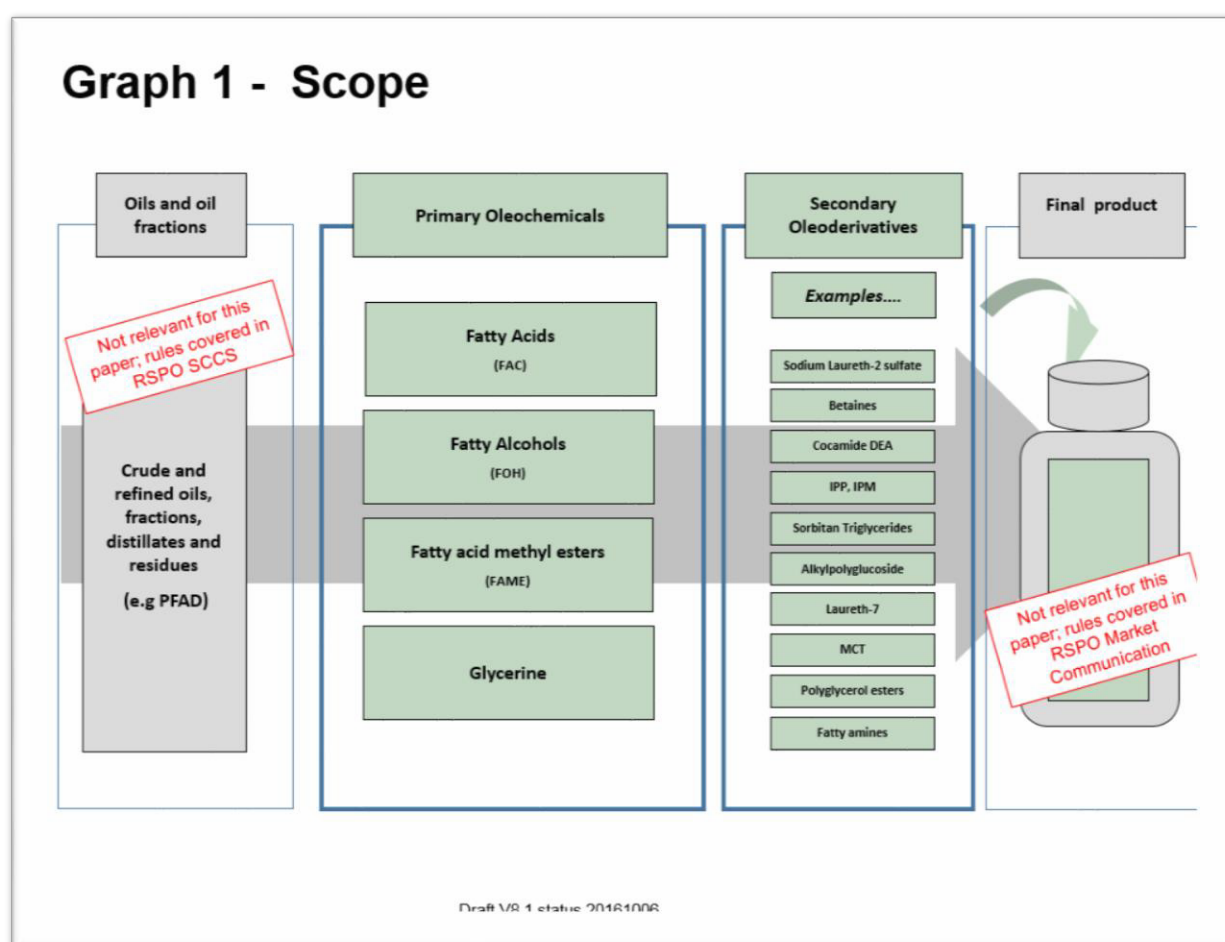 Graph 1 - Scope
Oils and oil
fractions
Not relevant for this
paper; rules covered in
RSPO SCCS
Crude and
refined oils,
fractions,
distillates and
residues
(e.g PFAD)
Primary Oleochemicals
Fatty Acids
(FAC)
Fatty Alcohols
(FOH)
Fatty acid methyl esters
(FAME)
Glycerine
Secondary
Oleoderivatives
Examples....
Sodium Laureth-2 sulfate
Betaines
Cocamide DEA
IPP, IPM
Sorbitan Triglycerides
Alkylpolyglucoside
Laureth-7
MCT
Polyglycerol esters
Fatty amines
Final product
Not relevant for this
paper; rules covered in
RSPO Market
Communication
Draft V8.1 status 20161006